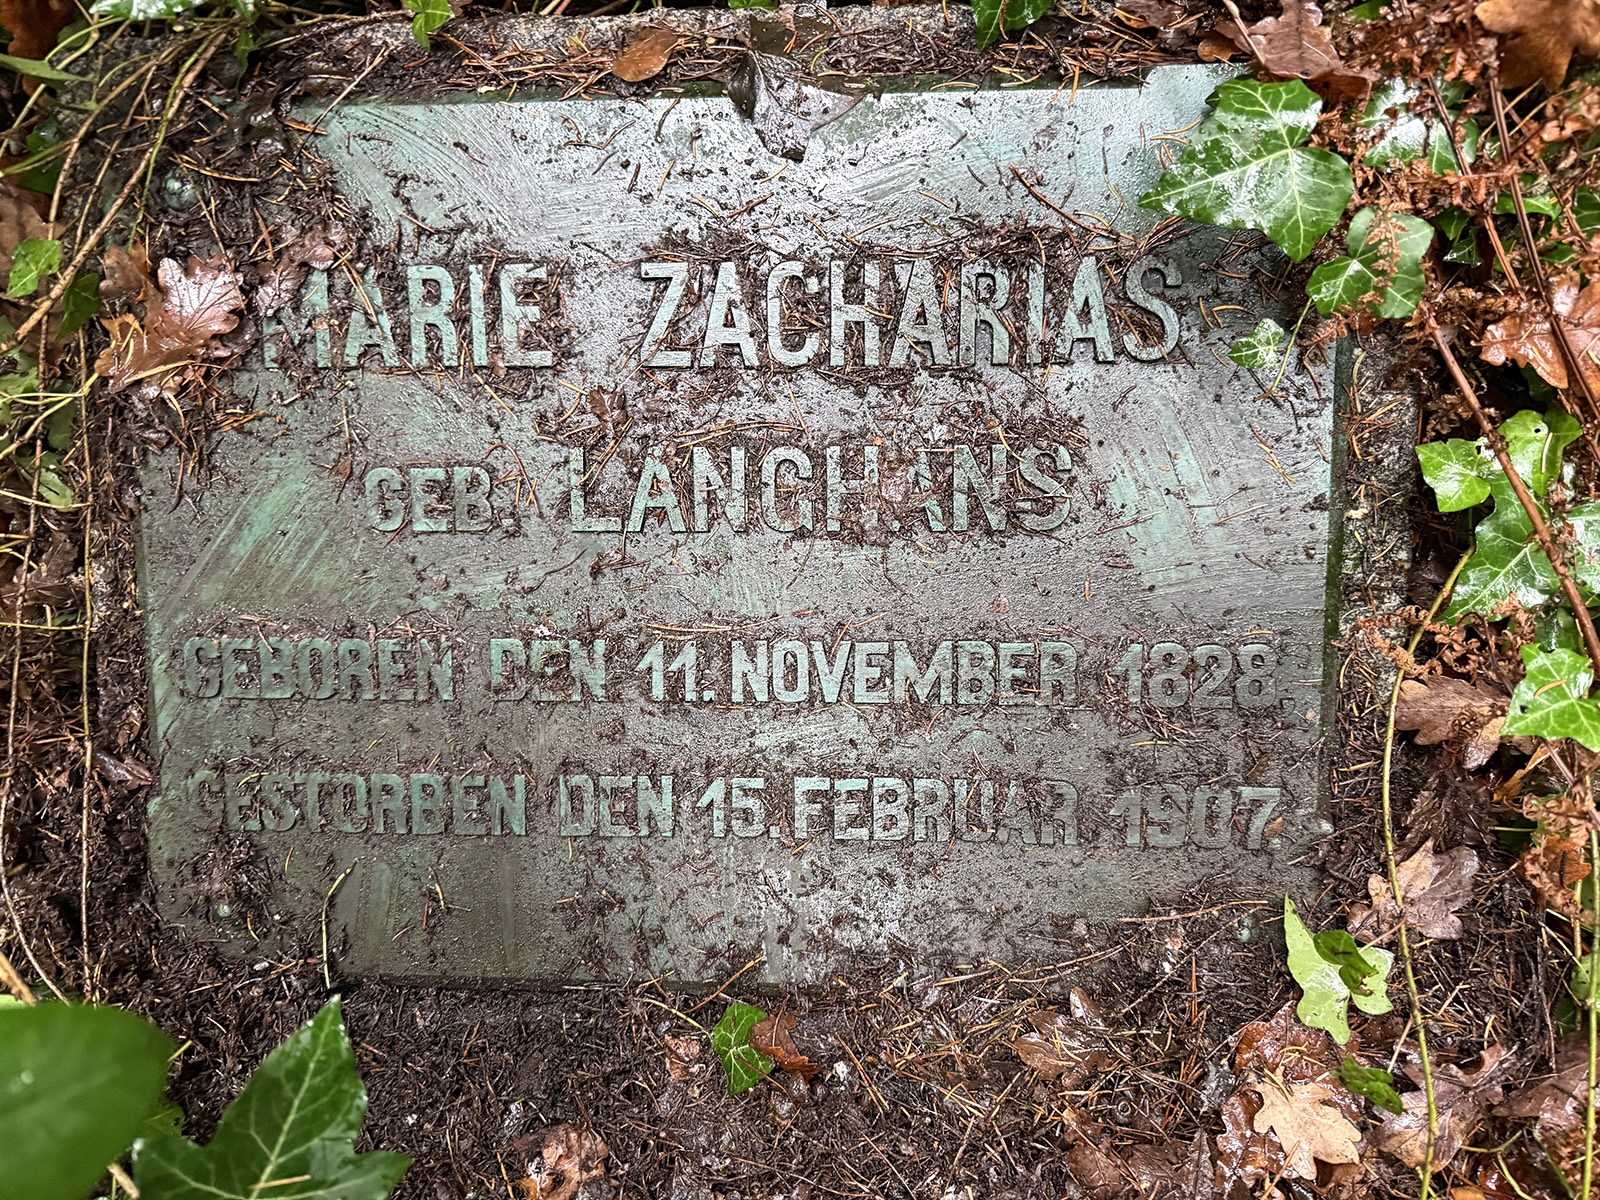 MARIE ZACHARIAS
GEB. LANGHANS
GEBOREN DEN 11. NOVEMBER 1828.
GESTORBEN DEN 15. FEBRUAR 1907.